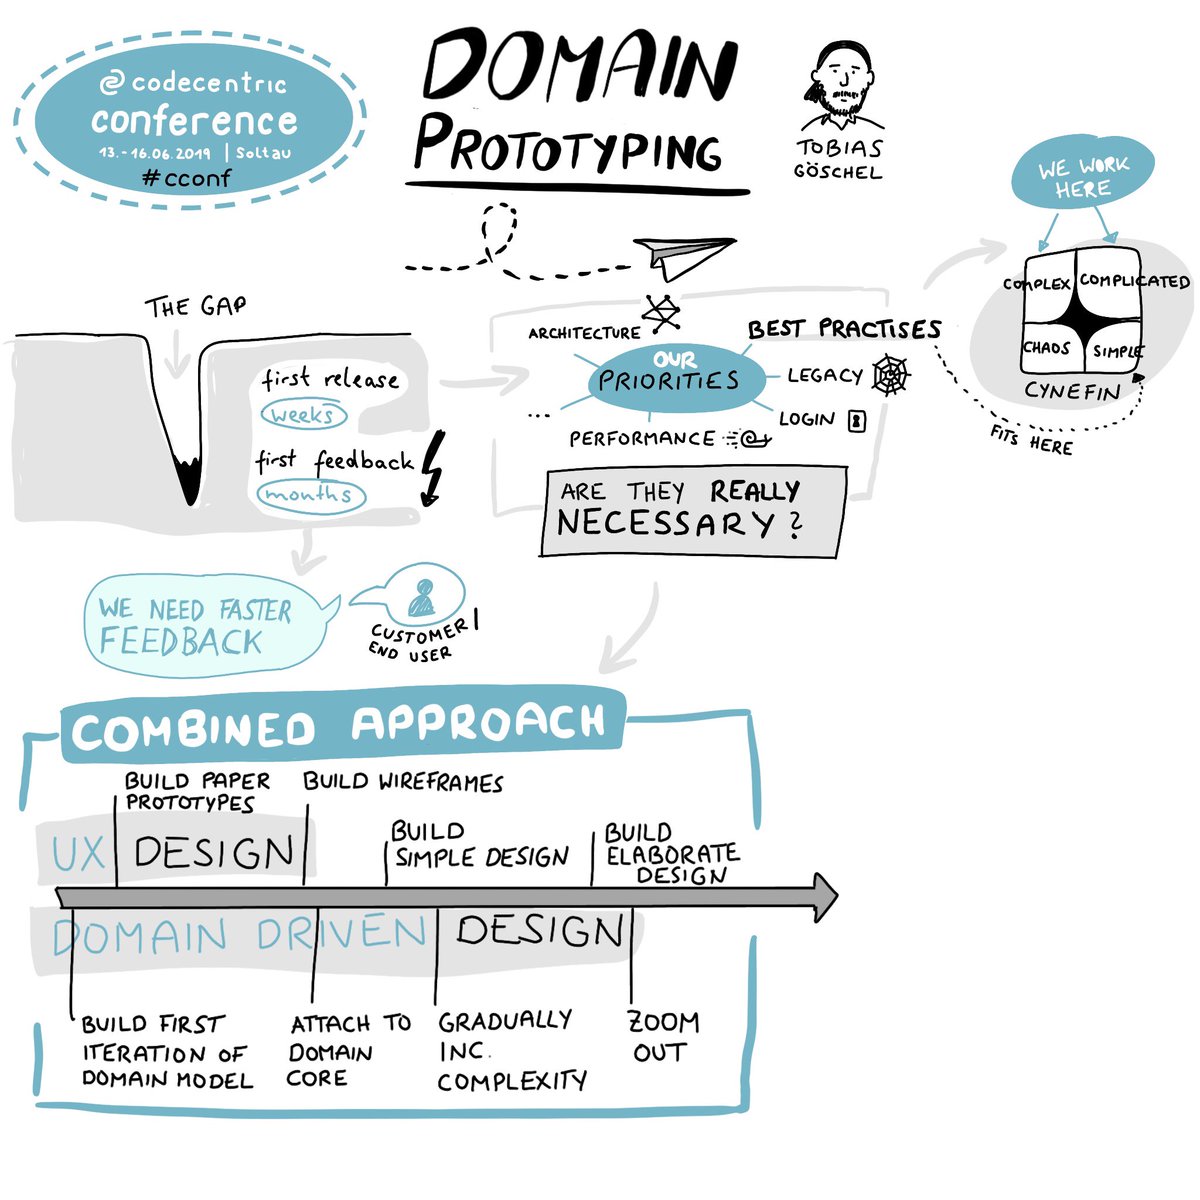 codecentric
conference
13.-16.06.2019 | Soltau
#cconf
DOMAIN
PROTOTYPING
TOBIAS
GÖSCHEL
WE WORK
HERE
COMPLEX
COMPLICATED
CHAOS
SIMPLE
CYNEFIN
FITS HERE
THE GAP
first release
weeks
first feedback
months
ARCHITECTURE
BEST PRACTISES
OUR
PRIORITIES
LEGACY
LOGIN
PERFORMANCE
...
ARE THEY REALLY
NECESSARY?
WE NEED FASTER
FEEDBACK
CUSTOMER/
END USER
COMBINED APPROACH
BUILD PAPER
PROTOTYPES
BUILD WIREFRAMES
BUILD
SIMPLE DESIGN
BUILD
ELABORATE
DESIGN
UX DESIGN
DOMAIN DRIVEN DESIGN
BUILD FIRST
ITERATION OF
DOMAIN MODEL
ATTACH TO
DOMAIN
CORE
GRADUALLY
INC.
COMPLEXITY
ZOOM
OUT